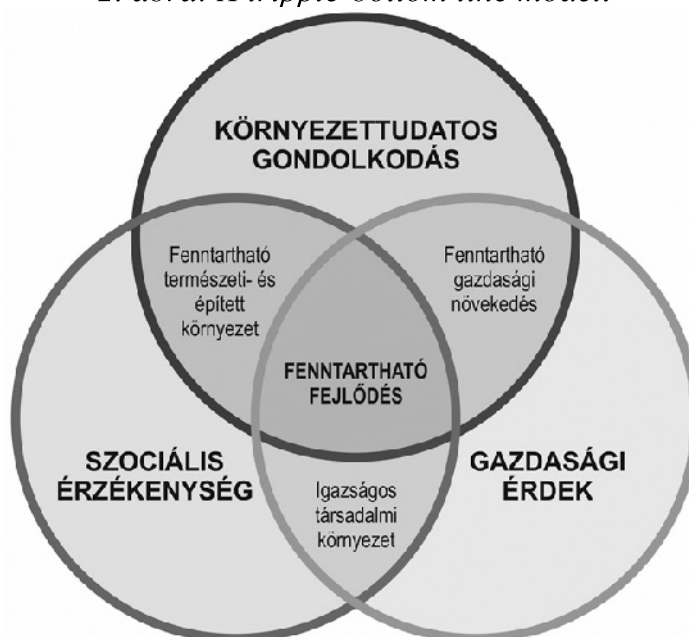 KÖRNYEZETTUDATOS
GONDOLKODÁS
Fenntartható
természeti- és
épített
környezet
Fenntartható
gazdasági
növekedés
FENNTARTHATÓ
FEJLŐDÉS
SZOCIÁLIS
ÉRZÉKENYSÉG
GAZDASÁGI
ÉRDEK
Igazságos
társadalmi
környezet